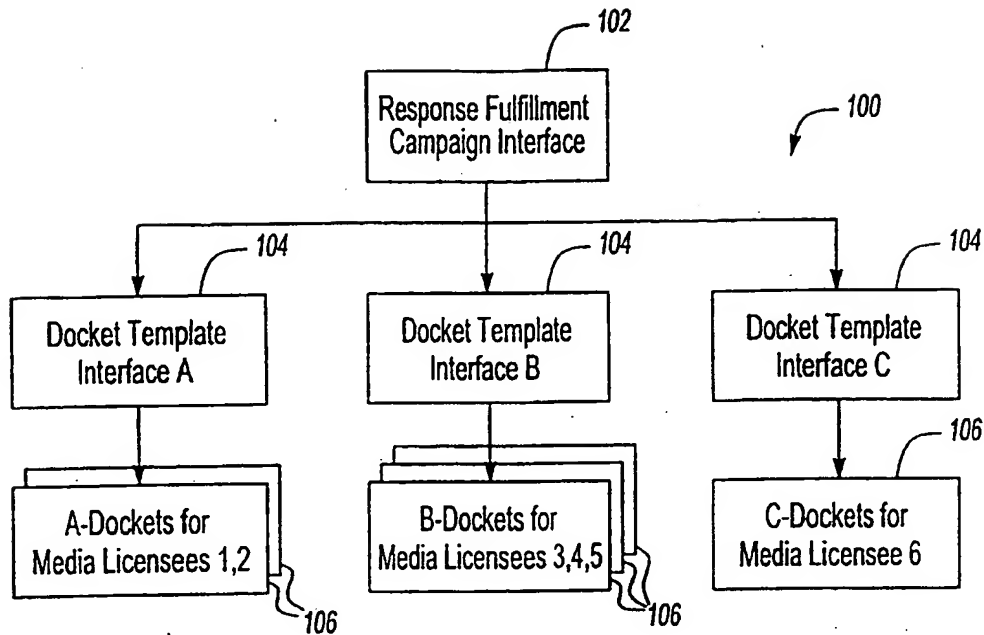 102
Response Fulfillment
Campaign Interface
100
104
104
104
Docket Template
Interface A
Docket Template
Interface B
Docket Template
Interface C
106
A-Dockets for
Media Licensees 1,2
B-Dockets for
Media Licensees 3,4,5
C-Dockets for
Media Licensee 6
106
106